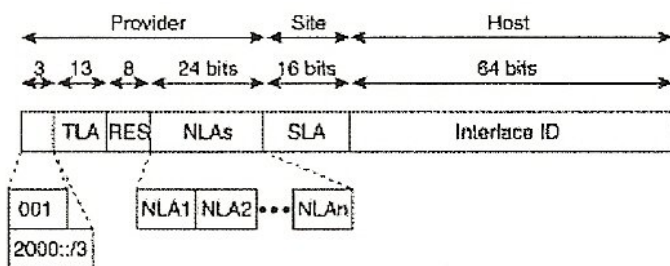 Provider Site Host
3 13 8 24 bits 16 bits 64 bits
TLA RES NLAs SLA Interface ID
001 NLA1 NLA2 ••• NLAn
2000::/3